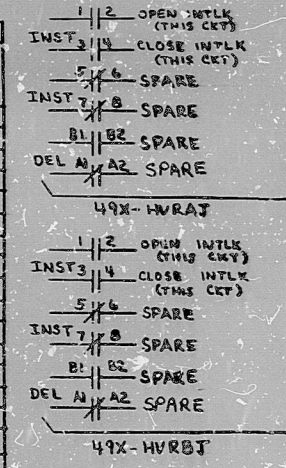 1 2 OPEN INTLK
(THIS CKT)
INST
3 4 CLOSE INTLK
(THIS CKT)
5 6 SPARE
INST 7 8 SPARE
B1 B2 SPARE
DEL A1 A2 SPARE
49X-HVRAJ
1 2 OPEN INTLK
(THIS CKT)
INST 3 4 CLOSE INTLK
(THIS CKT)
5 6 SPARE
INST 7 8 SPARE
B1 B2 SPARE
DEL A1 A2 SPARE
49X-HVRBJ